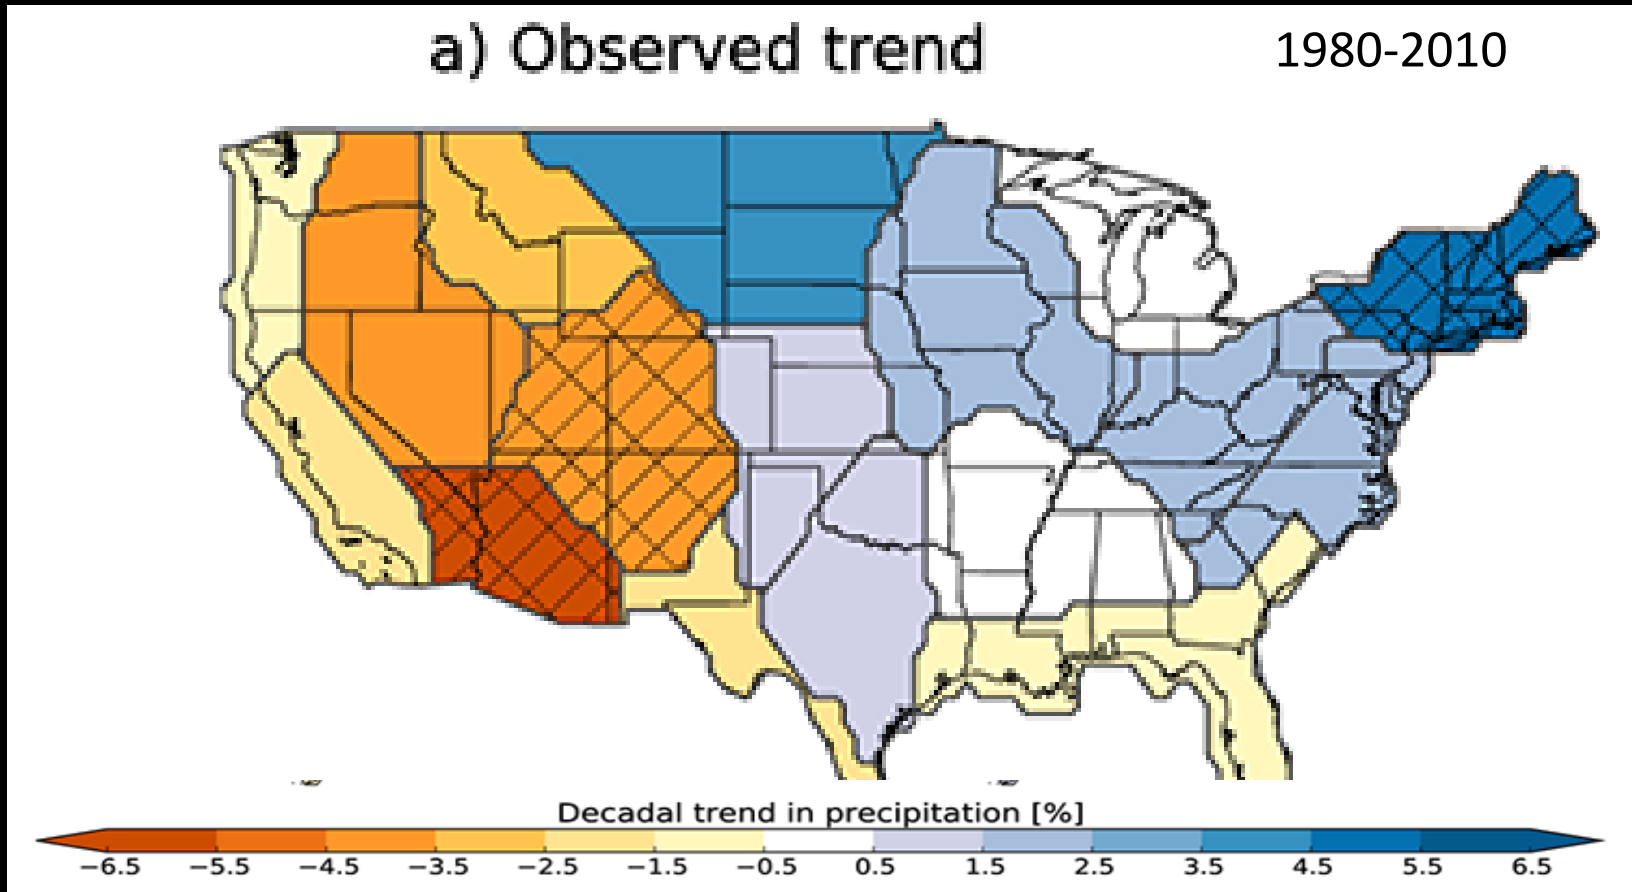 a) Observed trend
1980-2010
Decadal trend in precipitation [%]
−6.5 −5.5 −4.5 −3.5 −2.5 −1.5 −0.5 0.5 1.5 2.5 3.5 4.5 5.5 6.5